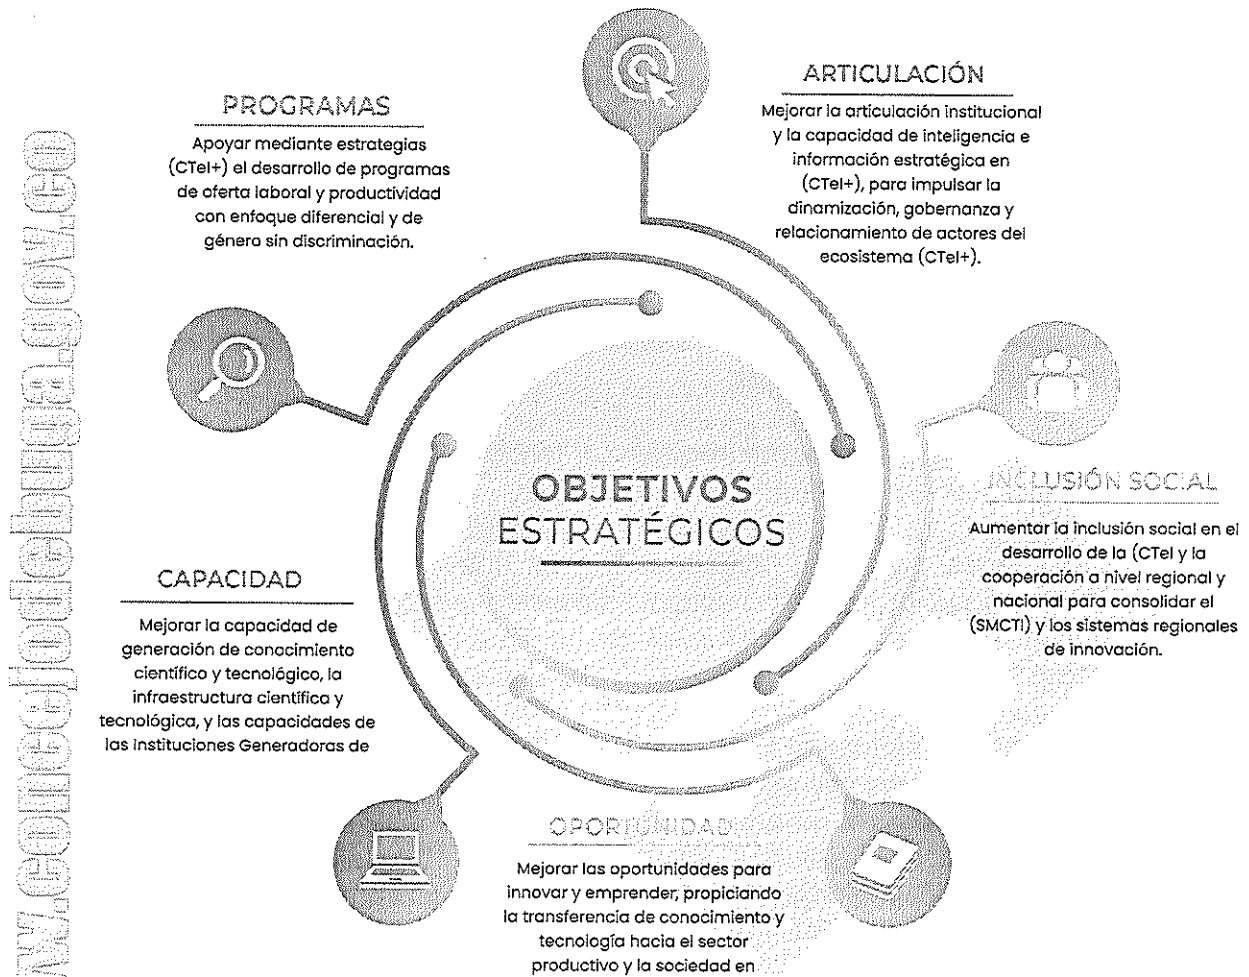 ARTICULACIÓN
Mejorar la articulación institucional
y la capacidad de inteligencia e
información estratégica en
(CTeI+), para impulsar la
dinamización, gobernanza y
relacionamiento de actores del
ecosistema (CTeI+).
PROGRAMAS
Apoyar mediante estrategias
(CTeI+) el desarrollo de programas
de oferta laboral y productividad
con enfoque diferencial y de
género sin discriminación.
OBJETIVOS
ESTRATÉGICOS
INCLUSIÓN SOCIAL
Aumentar la inclusión social en el
desarrollo de la (CTeI y la
cooperación a nivel regional y
nacional para consolidar el
(SMCTI) y los sistemas regionales
de innovación.
CAPACIDAD
Mejorar la capacidad de
generación de conocimiento
científico y tecnológico, la
infraestructura científica y
tecnológica, y las capacidades de
las Instituciones Generadoras de
OPORTUNIDAD
Mejorar las oportunidades para
innovar y emprender, propiciando
la transferencia de conocimiento y
tecnología hacia el sector
productivo y la sociedad en
w.concejodebuga.gov.co